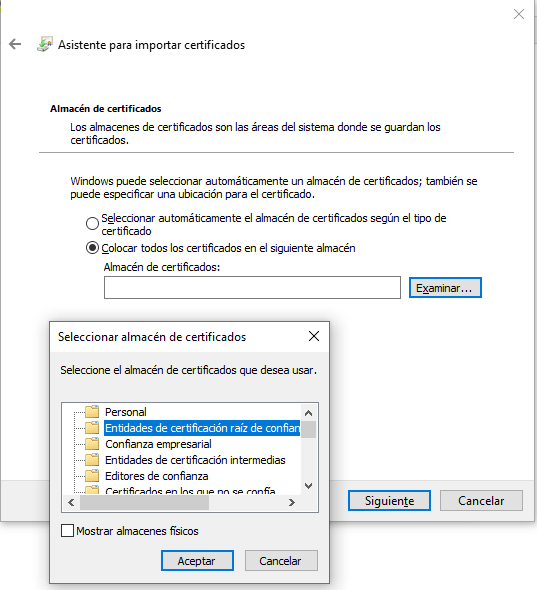 Asistente para importar certificados
Almacén de certificados
Los almacenes de certificados son las áreas del sistema donde se guardan los
certificados.
Windows puede seleccionar automáticamente un almacén de certificados; también se
puede especificar una ubicación para el certificado.
Seleccionar automáticamente el almacén de certificados según el tipo de
certificado
Colocar todos los certificados en el siguiente almacén
Almacén de certificados:
Examinar...
Seleccionar almacén de certificados
Seleccione el almacén de certificados que desea usar.
Personal
Entidades de certificación raíz de confian
Confianza empresarial
Entidades de certificación intermedias
Editores de confianza
Certificados en los que no se confía
Mostrar almacenes físicos
Aceptar
Cancelar
Siguiente
Cancelar